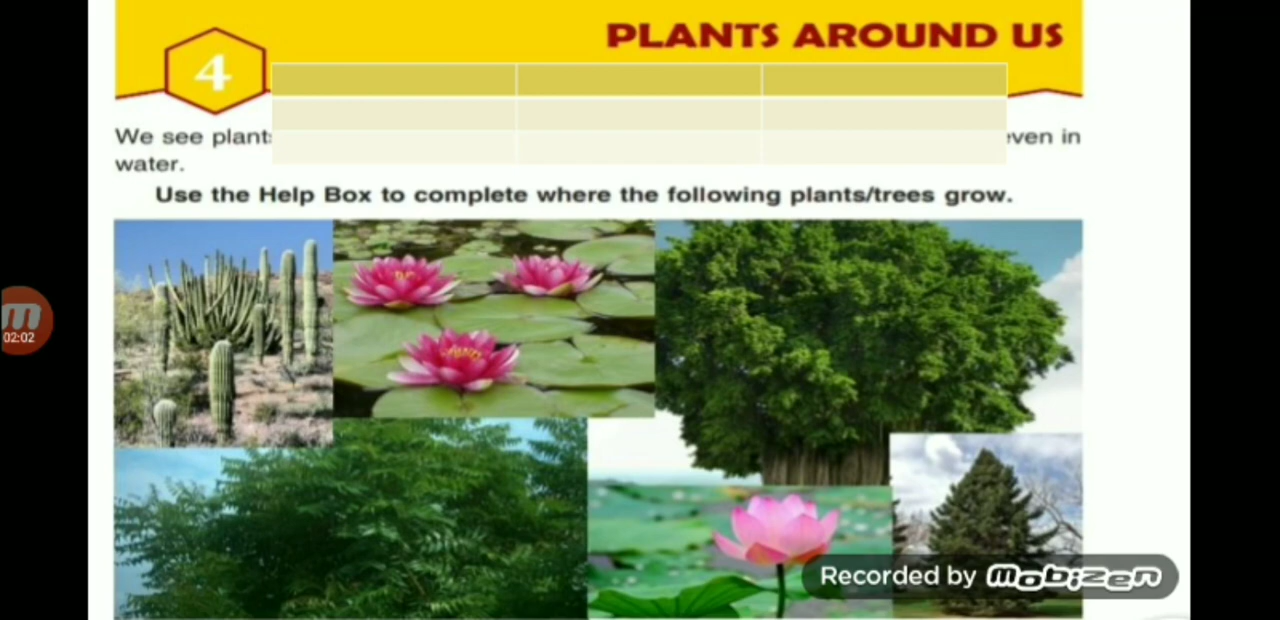 PLANTS AROUND US
4
We see plants even in
water.
Use the Help Box to complete where the following plants/trees grow.
02:02
Recorded by Mobizen